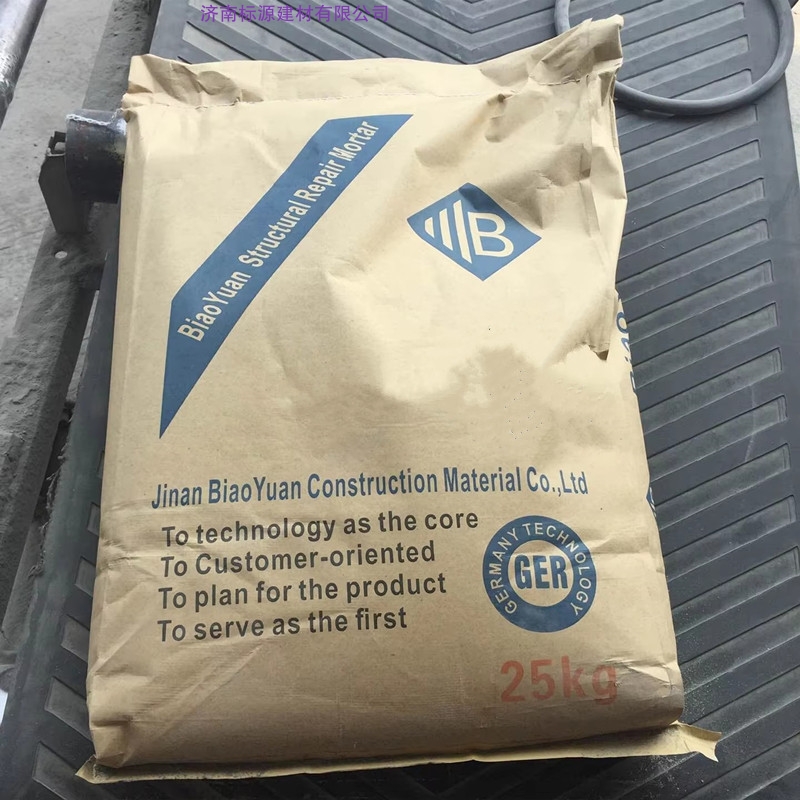 济南标源建材有限公司
BiaoYuan Structural Repair Mortar
B
Jinan BiaoYuan Construction Material Co.,Ltd
To technology as the core
To Customer-oriented
To plan for the product
To serve as the first
GERMANY TECHNOLOGY
GER
25kg